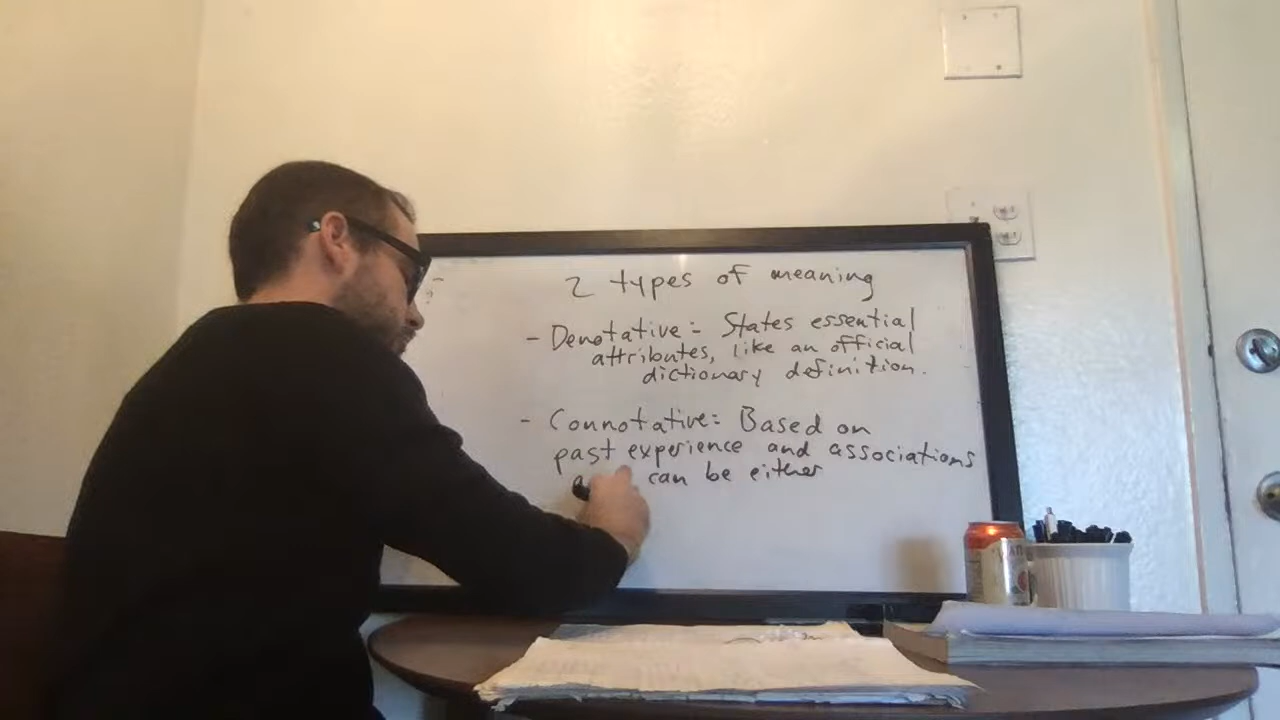 2 types of meaning
- Denotative: States essential
attributes, like an official
dictionary definition.
- Connotative: Based on
past experience and associations
can be either